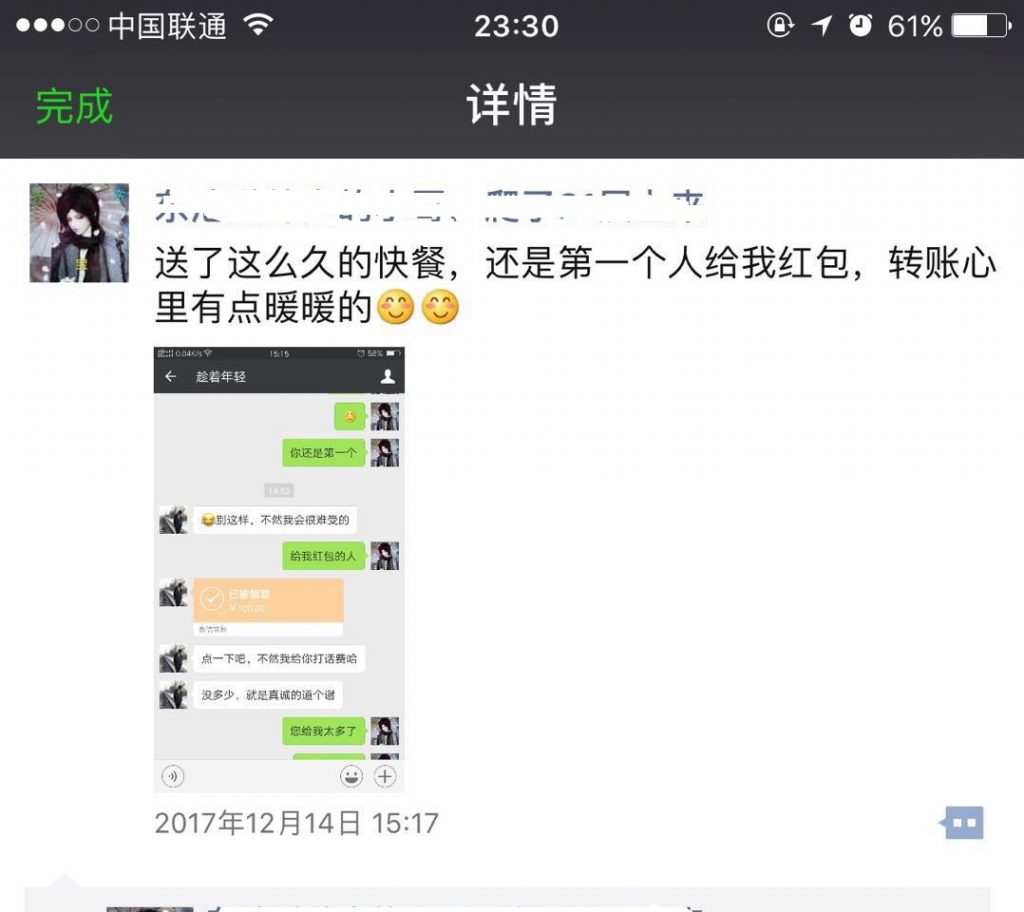 中国联通
23:30
61%
完成
详情
送了这么久的快餐，还是第一个人给我红包，转账心
里有点暖暖的😊😊
0.04K/s
15:15
58%
趁着年轻
你还是第一个
14:53
😂别这样，不然我会很难受的
给我红包的人
已被领取
￥100.00
微信转账
点一下吧，不然我给你打话费哈
没多少，就是真诚的道个谢
您给我太多了
2017年12月14日 15:17